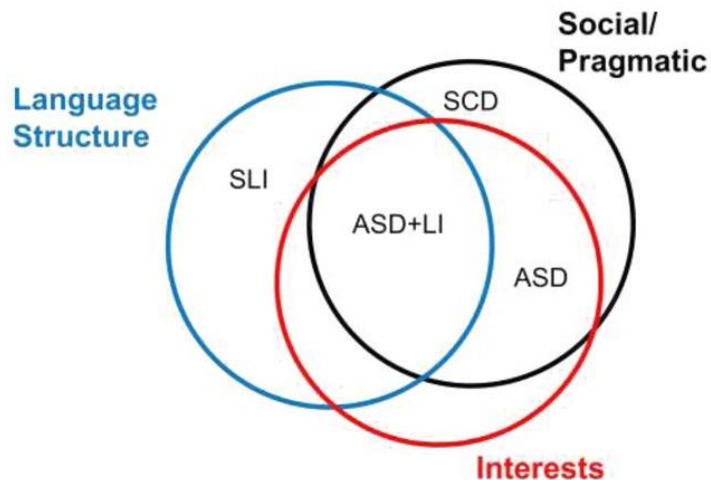 Social/
Pragmatic
Language
Structure
SCD
SLI
ASD+LI
ASD
Interests